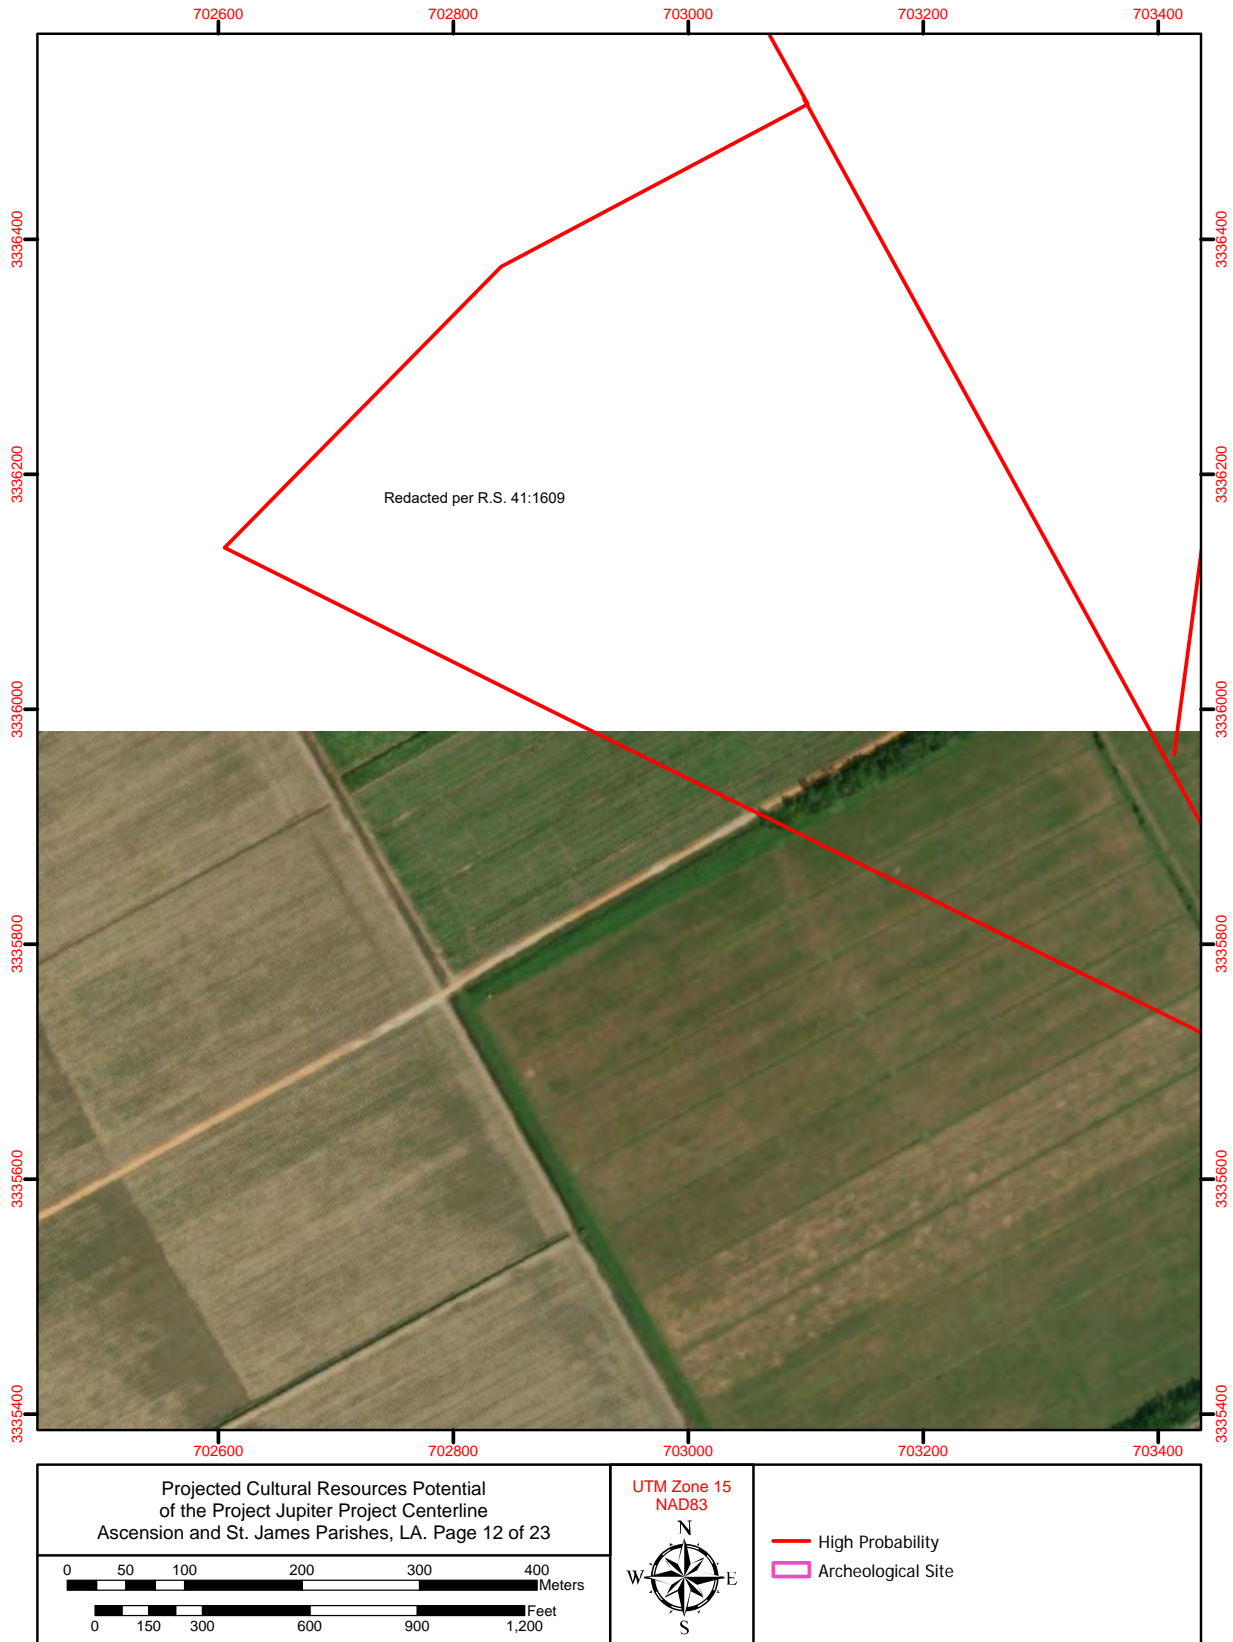 702600 702800 703000 703200 703400
3336400 3336400
3336200 3336200
Redacted per R.S. 41:1609
3336000 3336000
3335800 3335800
3335600 3335600
3335400 3335400
702600 702800 703000 703200 703400
Projected Cultural Resources Potential
of the Project Jupiter Project Centerline
Ascension and St. James Parishes, LA. Page 12 of 23
0 50 100 200 300 400
Meters
Feet
0 150 300 600 900 1,200
UTM Zone 15
NAD83
N
W E
S
High Probability
Archeological Site